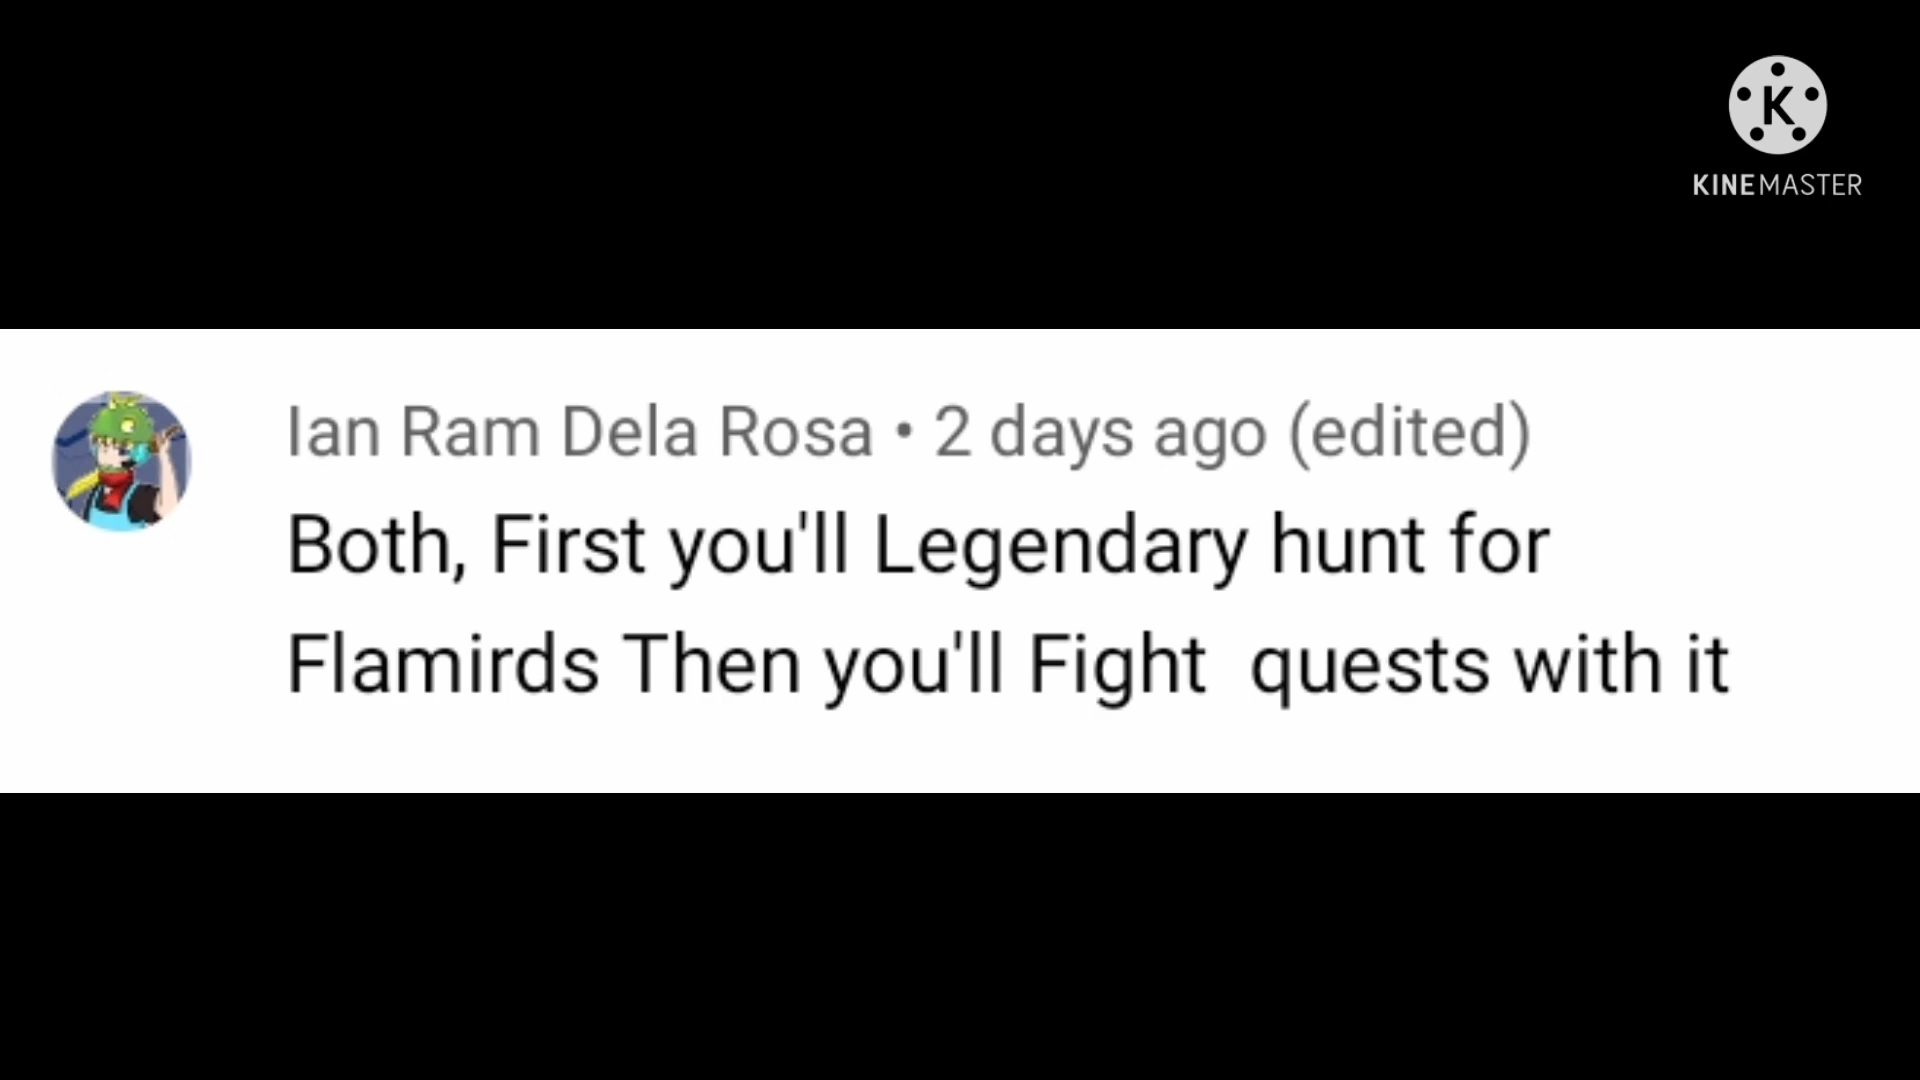 K
KINEMASTER
Ian Ram Dela Rosa • 2 days ago (edited)
Both, First you'll Legendary hunt for
Flamirds Then you'll Fight  quests with it